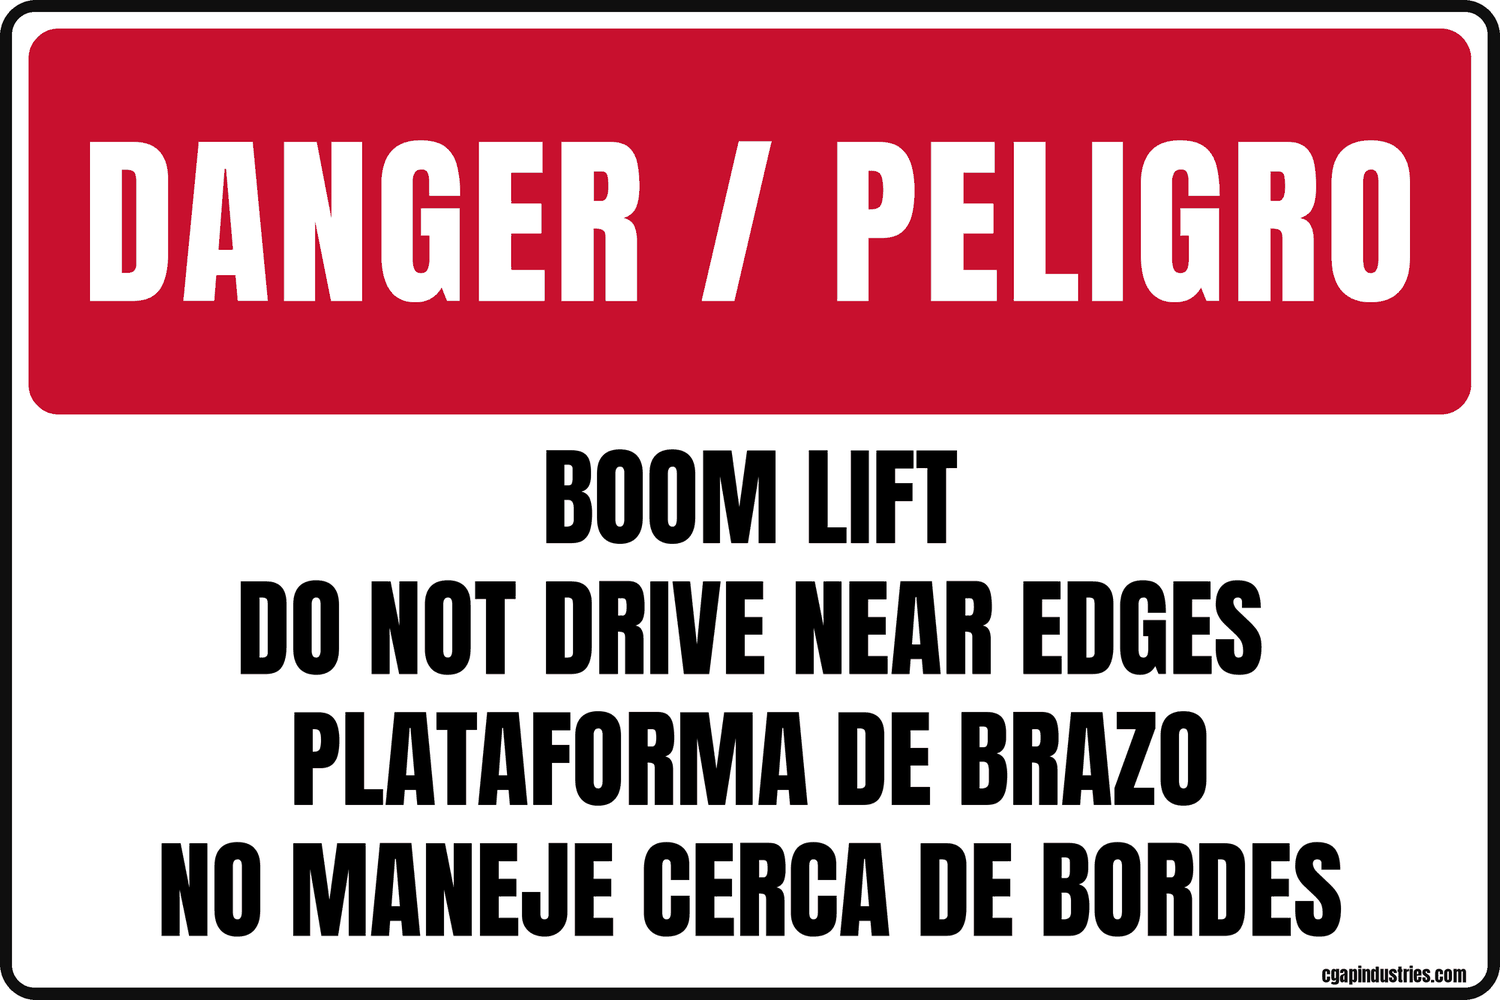 DANGER / PELIGRO
BOOM LIFT
DO NOT DRIVE NEAR EDGES
PLATAFORMA DE BRAZO
NO MANEJE CERCA DE BORDES
cgapindustries.com